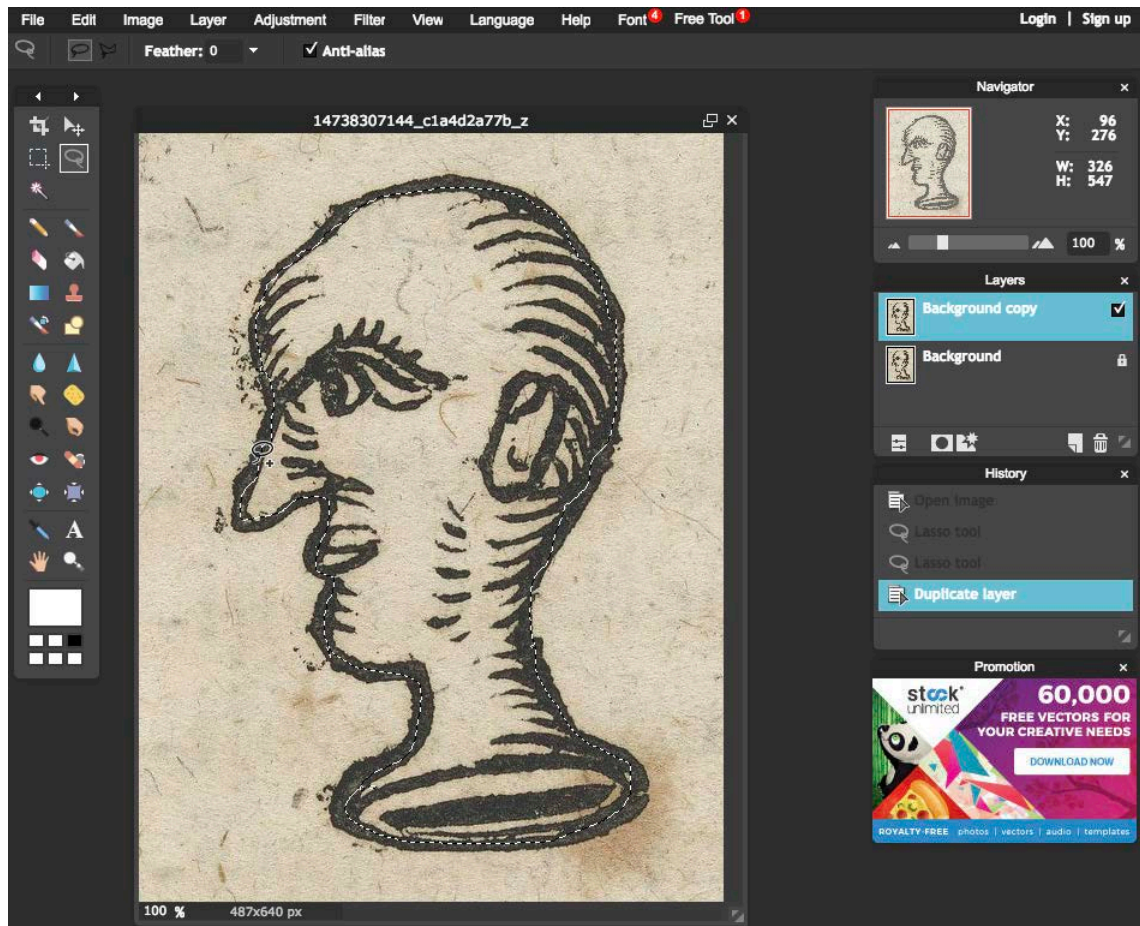 File Edit Image Layer Adjustment Filter View Language Help Font 4 Free Tool 1 Login | Sign up
Feather: 0 Anti-alias
14738307144_c1a4d2a77b_z
A
100 % 487x640 px
Navigator
X: 96
Y: 276
W: 326
H: 547
100 %
Layers
Background copy
Background
History
Open image
Lasso tool
Lasso tool
Duplicate layer
Promotion
stock unlimited
60,000
FREE VECTORS FOR
YOUR CREATIVE NEEDS
DOWNLOAD NOW
ROYALTY-FREE photos | vectors | audio | templates